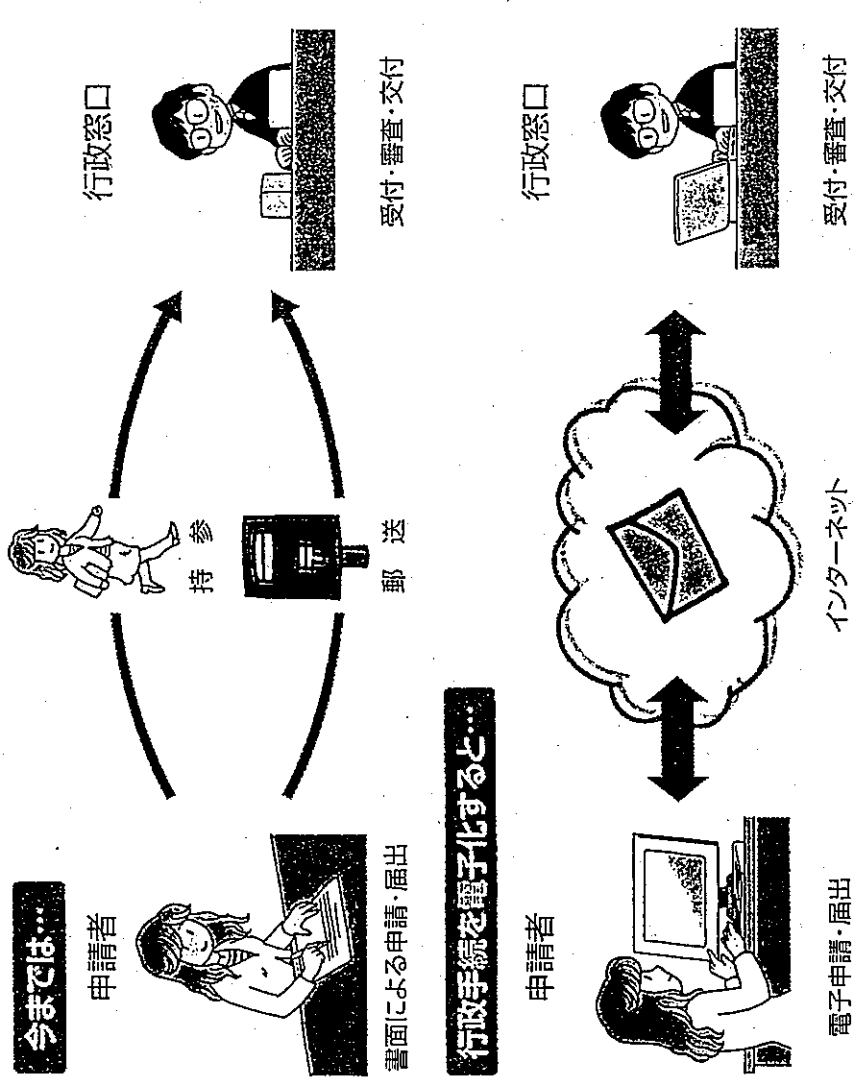 今までは…
申請者
書面による申請・届出
持参
郵送
行政窓口
受付・審査・交付
行政手続を電子化すると…
申請者
電子申請・届出
インターネット
行政窓口
受付・審査・交付